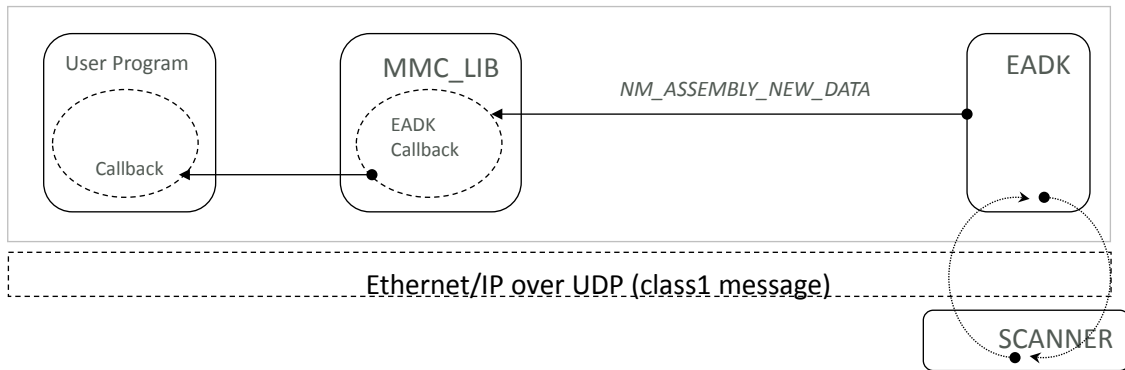 User Program
MMC_LIB
EADK
NM_ASSEMBLY_NEW_DATA
EADK
Callback
Callback
Ethernet/IP over UDP (class1 message)
SCANNER